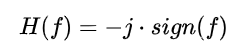 H(f) = −j · sign(f)